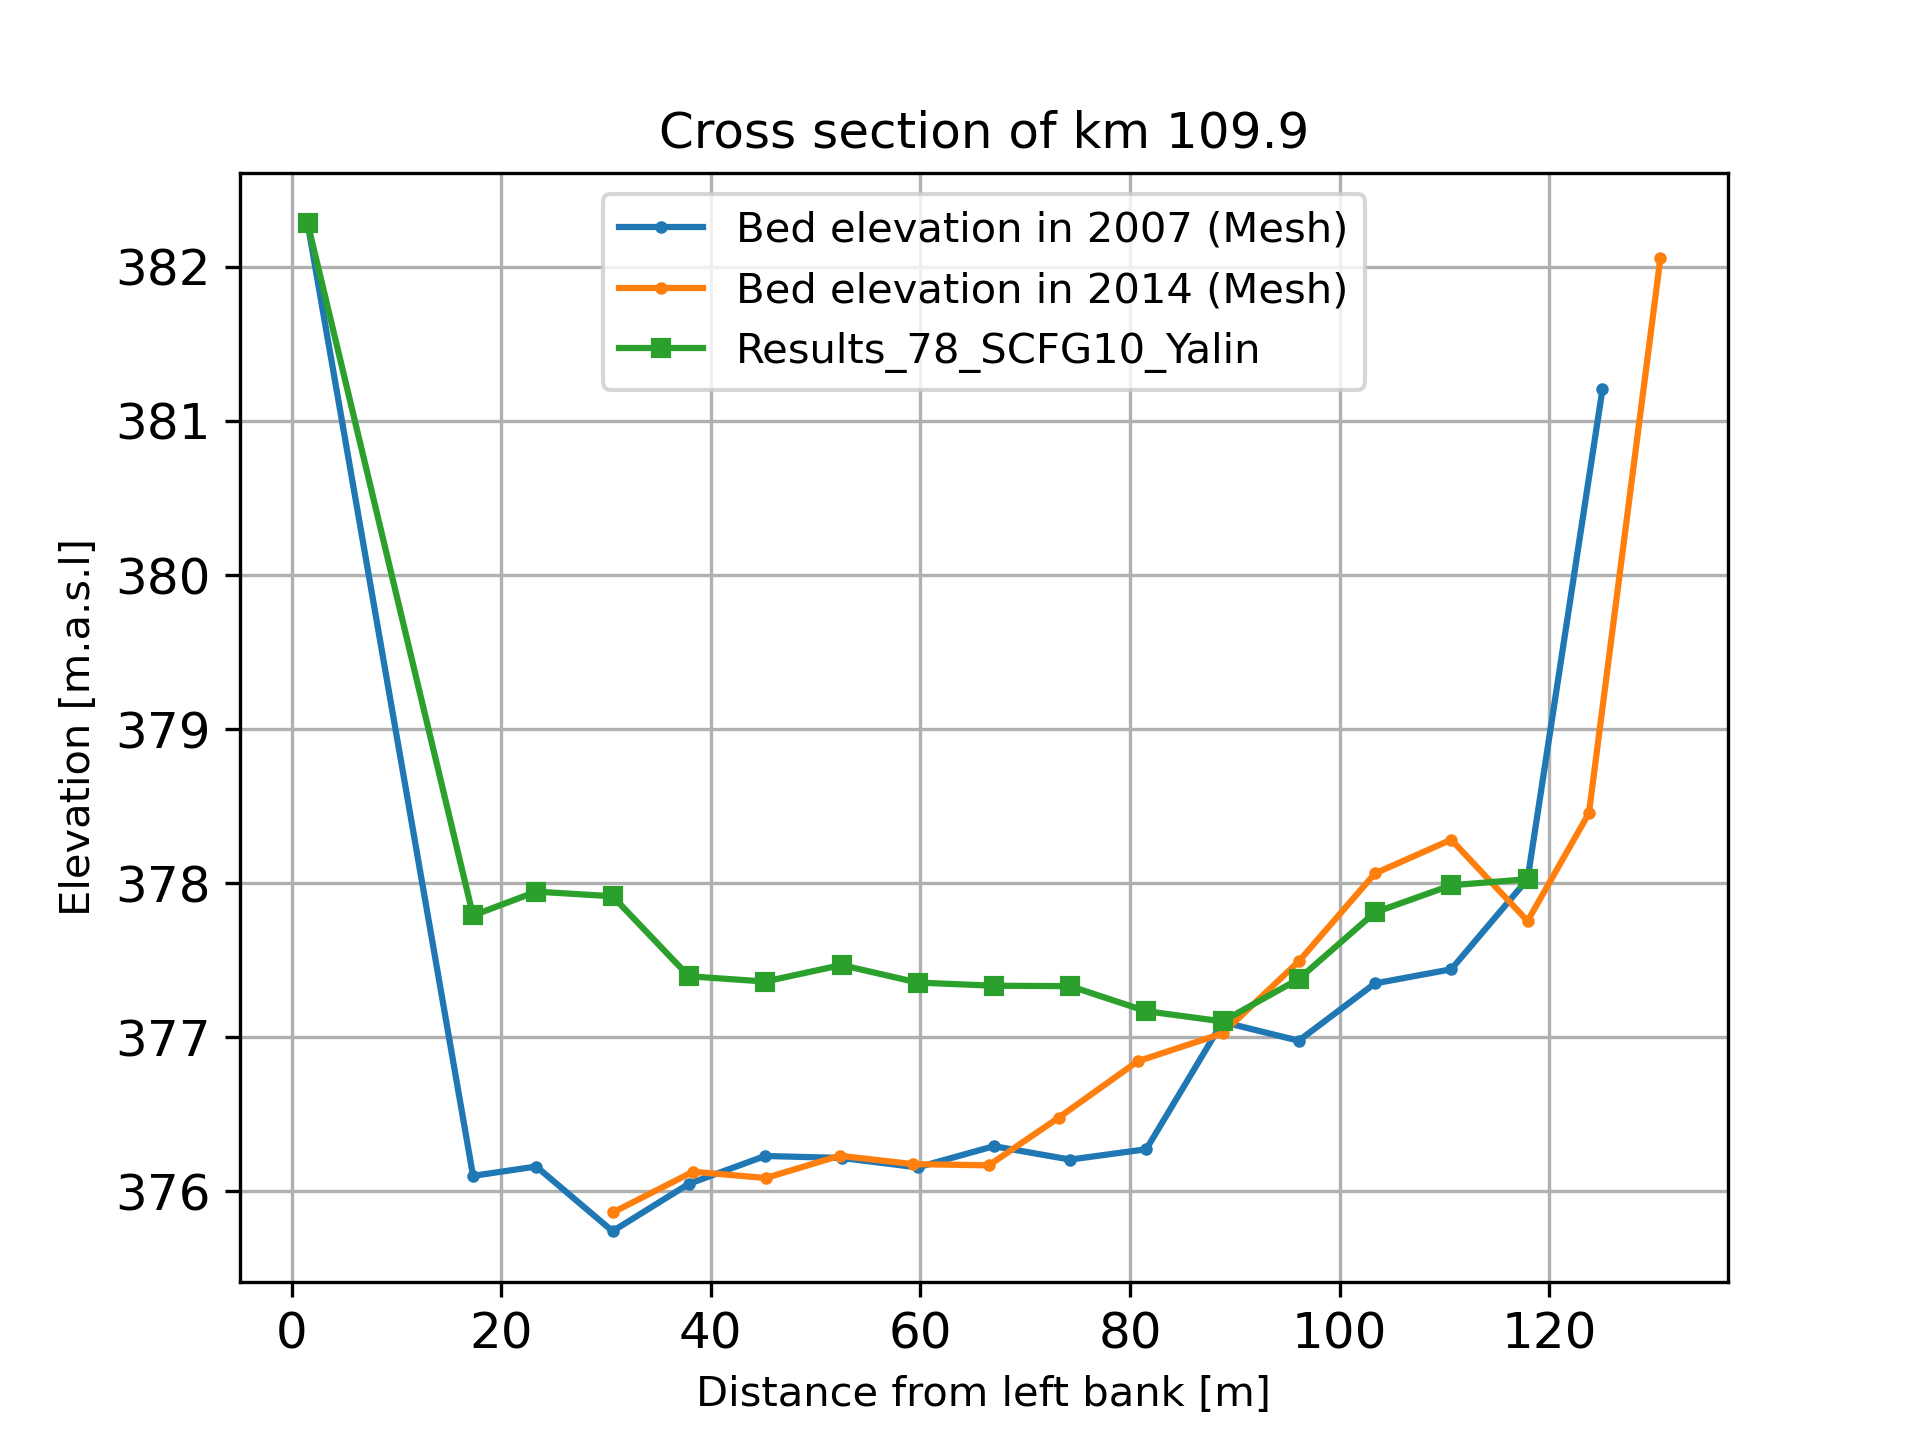 Cross section of km 109.9
Bed elevation in 2007 (Mesh)
Bed elevation in 2014 (Mesh)
Results_78_SCFG10_Yalin
Elevation [m.a.s.l]
382
381
380
379
378
377
376
0 20 40 60 80 100 120
Distance from left bank [m]